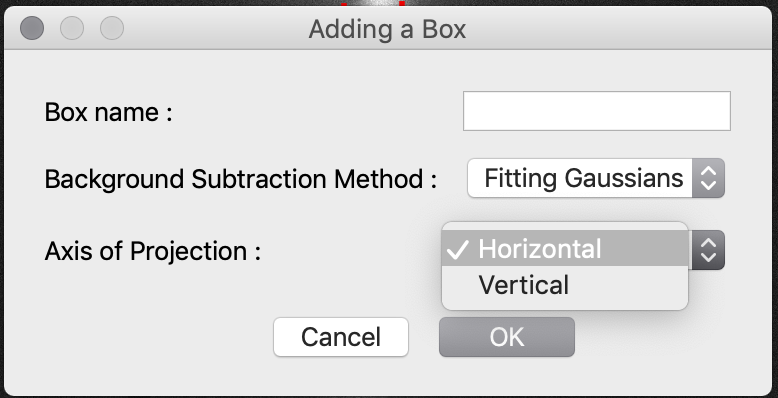 Adding a Box
Box name :
Background Subtraction Method : Fitting Gaussians
Axis of Projection : Horizontal
Vertical
Cancel OK